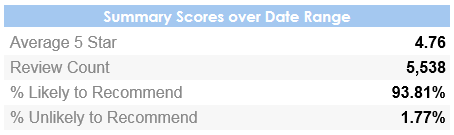 Summary Scores over Date Range
Average 5 Star 4.76
Review Count 5,538
% Likely to Recommend 93.81%
% Unlikely to Recommend 1.77%